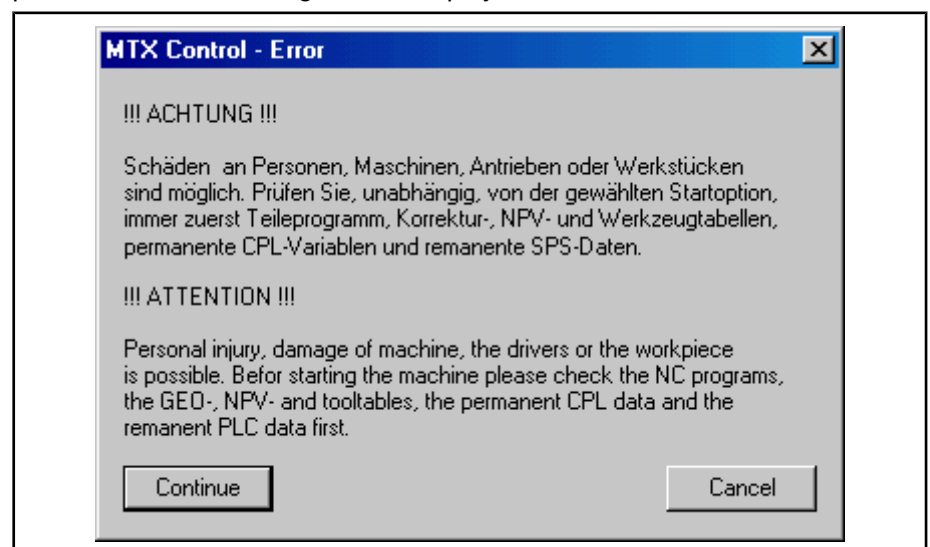 MTX Control - Error
!!! ACHTUNG !!!
Schäden an Personen, Maschinen, Antrieben oder Werkstücken
sind möglich. Prüfen Sie, unabhängig, von der gewählten Startoption,
immer zuerst Teileprogramm, Korrektur-, NPV- und Werkzeugtabellen,
permanente CPL-Variablen und remanente SPS-Daten.
!!! ATTENTION !!!
Personal injury, damage of machine, the drivers or the workpiece
is possible. Befor starting the machine please check the NC programs,
the GEO-, NPV- and tooltables, the permanent CPL data and the
remanent PLC data first.
Continue
Cancel